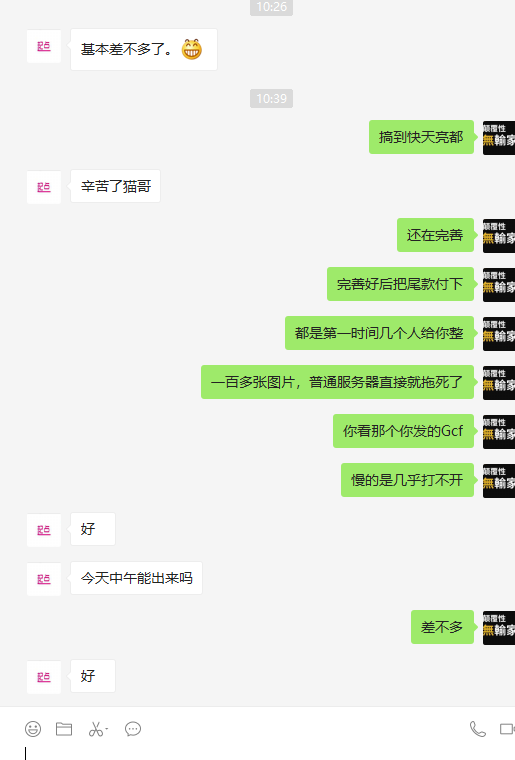 10:26
基本差不多了。
10:39
搞到快天亮都
辛苦了猫哥
还在完善
完善好后把尾款付下
都是第一时间几个人给你整
一百多张图片，普通服务器直接就拖死了
你看那个你发的Gcf
慢的是几乎打不开
好
今天中午能出来吗
差不多
好